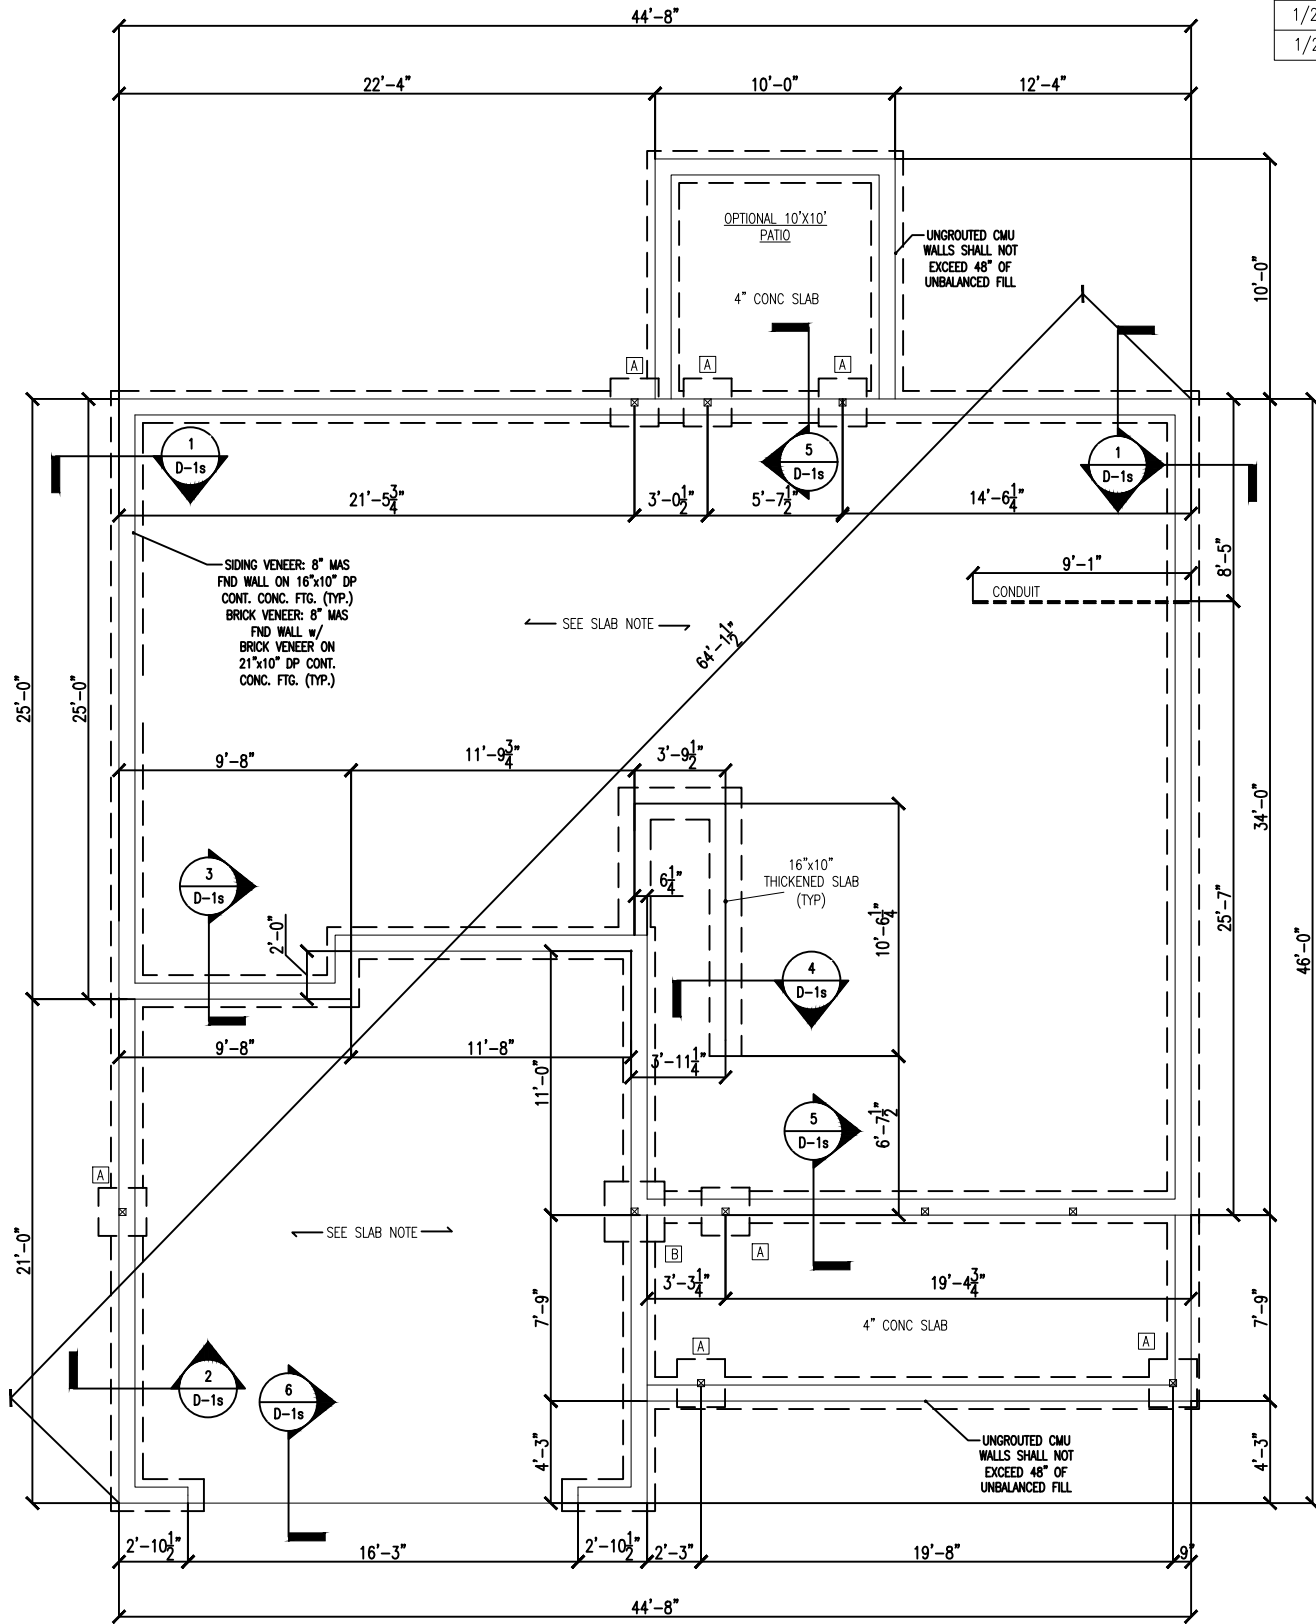 1/2
1/2
44'-8"
22'-4"
10'-0"
12'-4"
OPTIONAL 10'X10'
PATIO
4" CONC SLAB
UNGROUTED CMU
WALLS SHALL NOT
EXCEED 48" OF
UNBALANCED FILL
10'-0"
A
A
A
1
D-1s
5
D-1s
1
D-1s
21'-5 3/4"
3'-0 1/2"
5'-7 1/2"
14'-6 1/4"
8'-5"
9'-1"
CONDUIT
SIDING VENEER: 8" MAS
FND WALL ON 16"x10" DP
CONT. CONC. FTG. (TYP.)
BRICK VENEER: 8" MAS
FND WALL w/
BRICK VENEER ON
21"x10" DP CONT.
CONC. FTG. (TYP.)
SEE SLAB NOTE
64'-1 1/2"
25'-0"
25'-0"
9'-8"
11'-9 3/4"
3'-9 1/2"
34'-0"
16"x10"
THICKENED SLAB
(TYP)
3
D-1s
6 1/4"
2'-0"
10'-6 1/4"
25'-7"
46'-0"
4
D-1s
9'-8"
11'-8"
3'-11 1/4"
11'-0"
5
D-1s
6'-7 1/2"
A
SEE SLAB NOTE
21'-0"
B
A
3'-3 1/4"
19'-4 3/4"
7'-9"
7'-9"
4" CONC SLAB
A
A
2
D-1s
6
D-1s
UNGROUTED CMU
WALLS SHALL NOT
EXCEED 48" OF
UNBALANCED FILL
4'-3"
4'-3"
2'-10 1/2"
16'-3"
2'-10 1/2"
2'-3"
19'-8"
9"
44'-8"